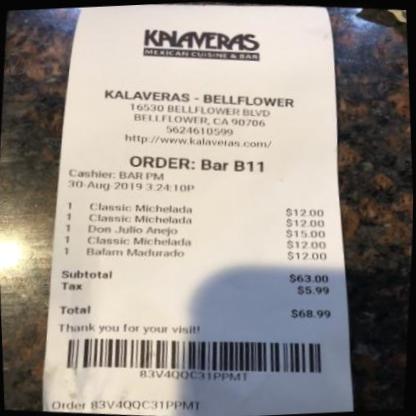 KALAVERAS
MEXICAN CUISINE & BAR
KALAVERAS - BELLFLOWER
16530 BELLFLOWER BLVD
BELLFLOWER, CA 90706
5624610599
http://www.kalaveras.com/
ORDER: Bar B11
Cashier: BAR PM
30-Aug-2019 3:24:10P
1 Classic Michelada $12.00
1 Classic Michelada $12.00
1 Don Julio Anejo $15.00
1 Classic Michelada $12.00
1 Balam Madurado $12.00
Subtotal $63.00
Tax $5.99
Total $68.99
Thank you for your visit!
83V4QQC31PPMT
Order 83V4QQC31PPMT